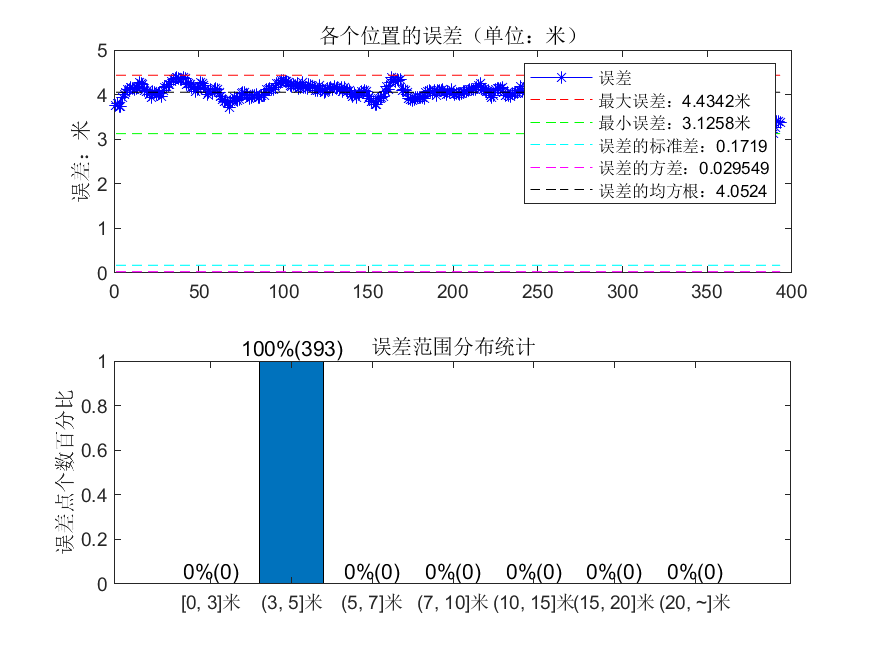 各个位置的误差（单位：米）
误差：米
5
4
3
2
1
0
0 50 100 150 200 250 300 350 400
误差
最大误差：4.4342米
最小误差：3.1258米
误差的标准差：0.1719
误差的方差：0.029549
误差的均方根：4.0524
误差范围分布统计
误差点个数百分比
1
0.8
0.6
0.4
0.2
0
0%(0) 100%(393) 0%(0) 0%(0) 0%(0) 0%(0) 0%(0)
[0, 3]米 (3, 5]米 (5, 7]米 (7, 10]米 (10, 15]米 (15, 20]米 (20, ~]米